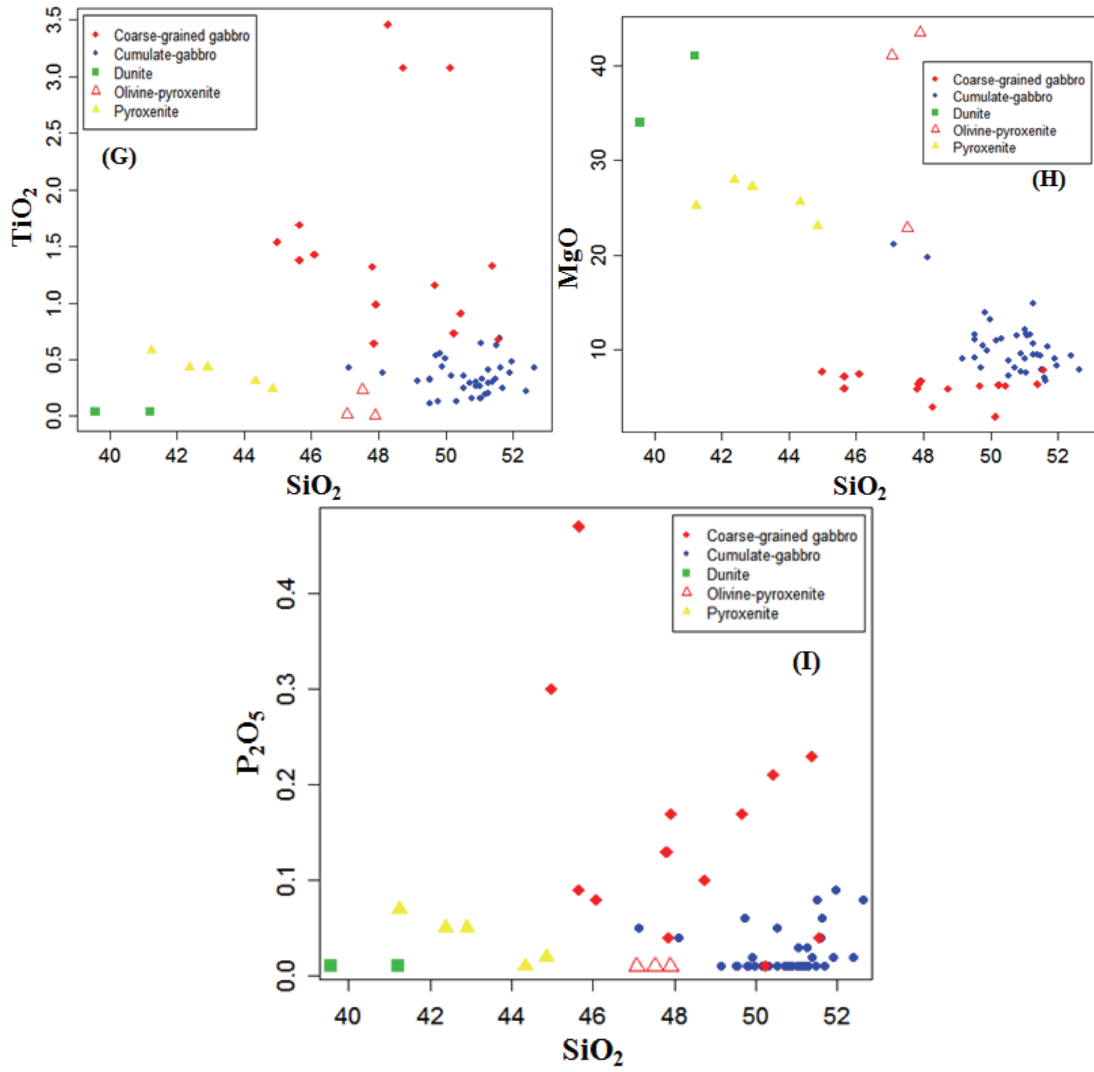 Coarse-grained gabbro
Cumulate-gabbro
Dunite
Olivine-pyroxenite
Pyroxenite
(G)
TiO2
0.0 0.5 1.0 1.5 2.0 2.5 3.0 3.5
40 42 44 46 48 50 52
SiO2
Coarse-grained gabbro
Cumulate-gabbro
Dunite
Olivine-pyroxenite
Pyroxenite
(H)
MgO
10 20 30 40
40 42 44 46 48 50 52
SiO2
Coarse-grained gabbro
Cumulate-gabbro
Dunite
Olivine-pyroxenite
Pyroxenite
(I)
P2O5
0.0 0.1 0.2 0.3 0.4
40 42 44 46 48 50 52
SiO2